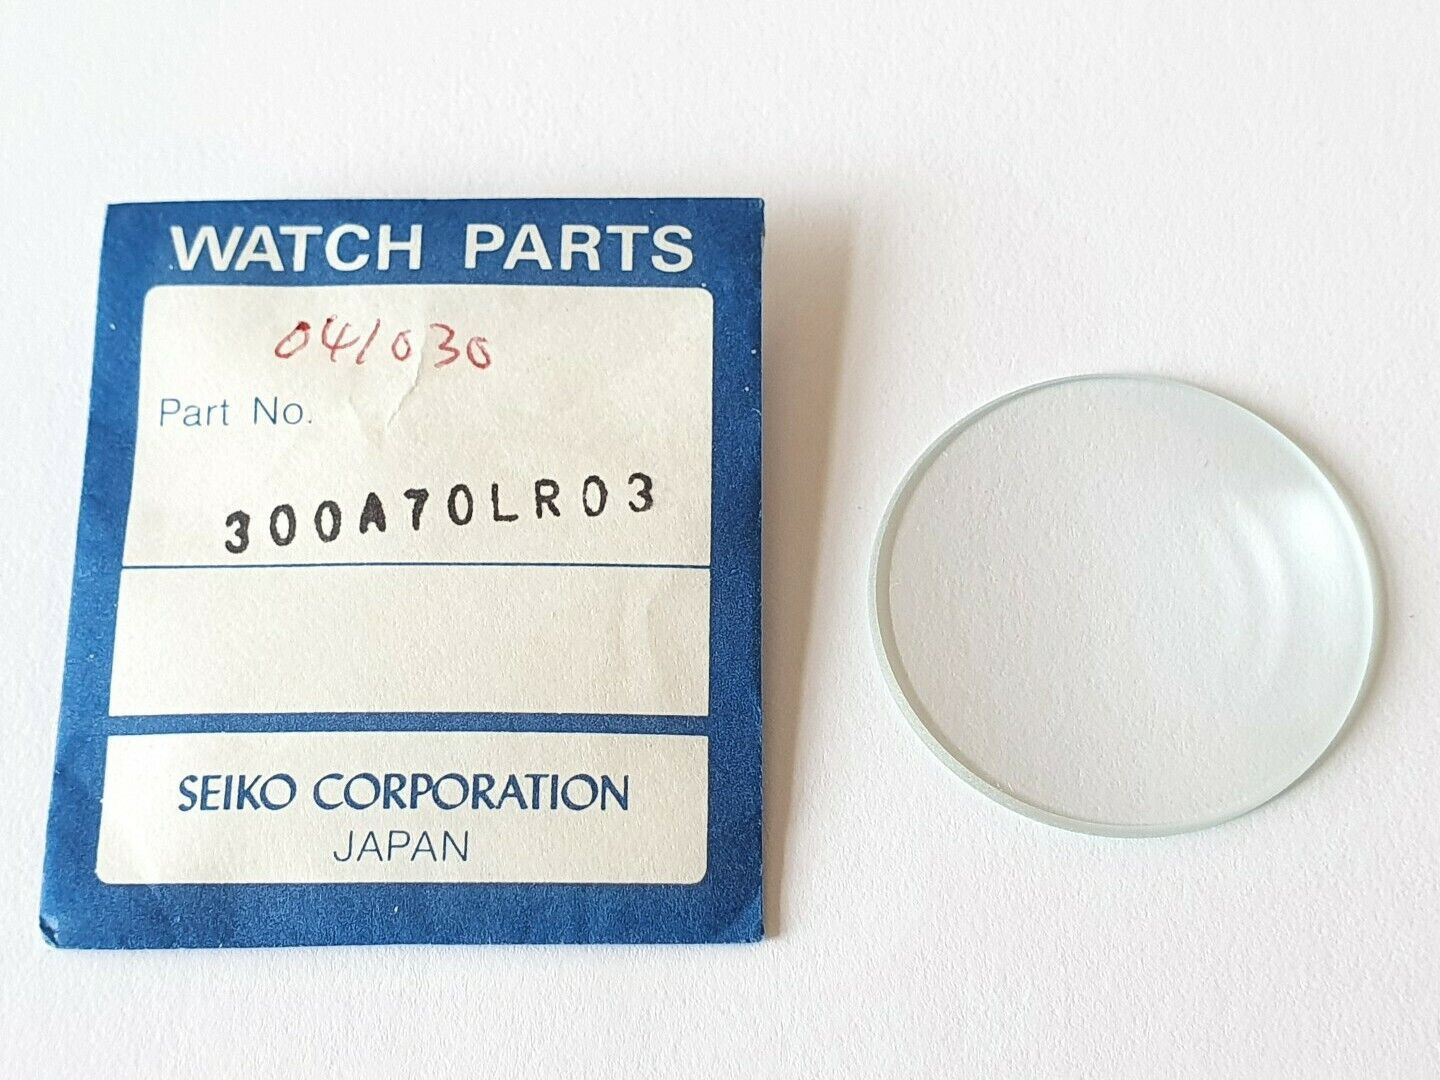 WATCH PARTS
041030
Part No.
300A70LR03
SEIKO CORPORATION
JAPAN